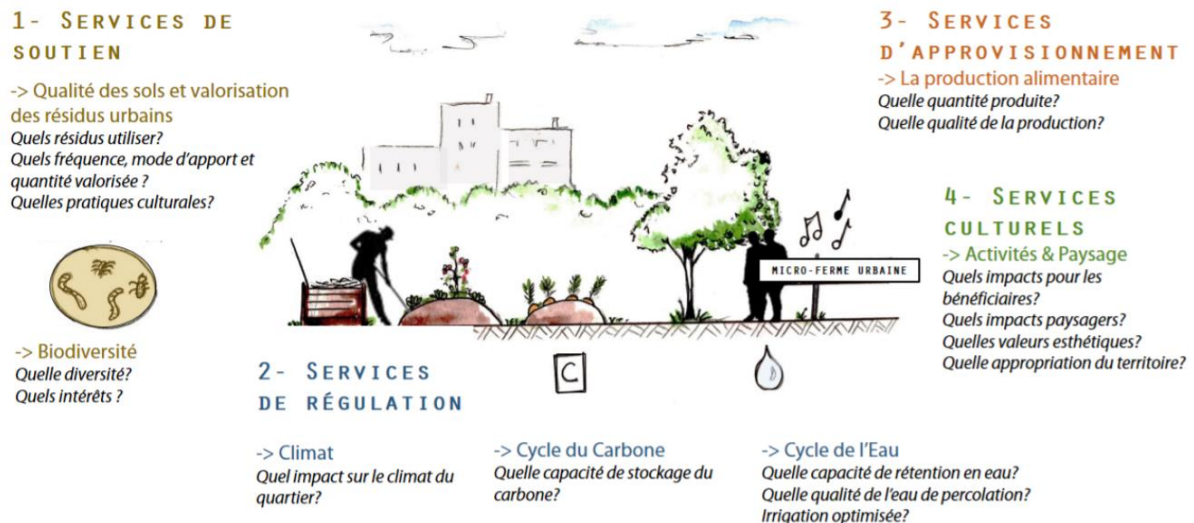 1- SERVICES DE
SOUTIEN
-> Qualité des sols et valorisation
des résidus urbains
Quels résidus utiliser?
Quels fréquence, mode d'apport et
quantité valorisée ?
Quelles pratiques culturales?
-> Biodiversité
Quelle diversité?
Quels intérêts ?
2- SERVICES
DE RÉGULATION
-> Climat
Quel impact sur le climat du
quartier?
C
-> Cycle du Carbone
Quelle capacité de stockage du
carbone?
-> Cycle de l'Eau
Quelle capacité de rétention en eau?
Quelle qualité de l'eau de percolation?
Irrigation optimisée?
3- SERVICES
D'APPROVISIONNEMENT
-> La production alimentaire
Quelle quantité produite?
Quelle qualité de la production?
MICRO-FERME URBAINE
4- SERVICES
CULTURELS
-> Activités & Paysage
Quels impacts pour les
bénéficiaires?
Quels impacts paysagers?
Quelles valeurs esthétiques?
Quelle appropriation du territoire?